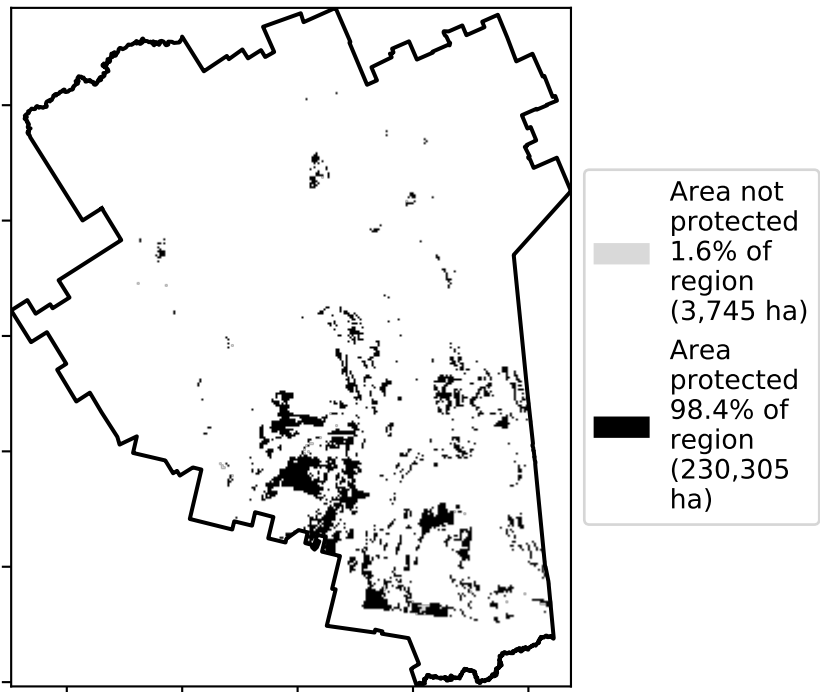 Area not
protected
1.6% of
region
(3,745 ha)
Area
protected
98.4% of
region
(230,305
ha)